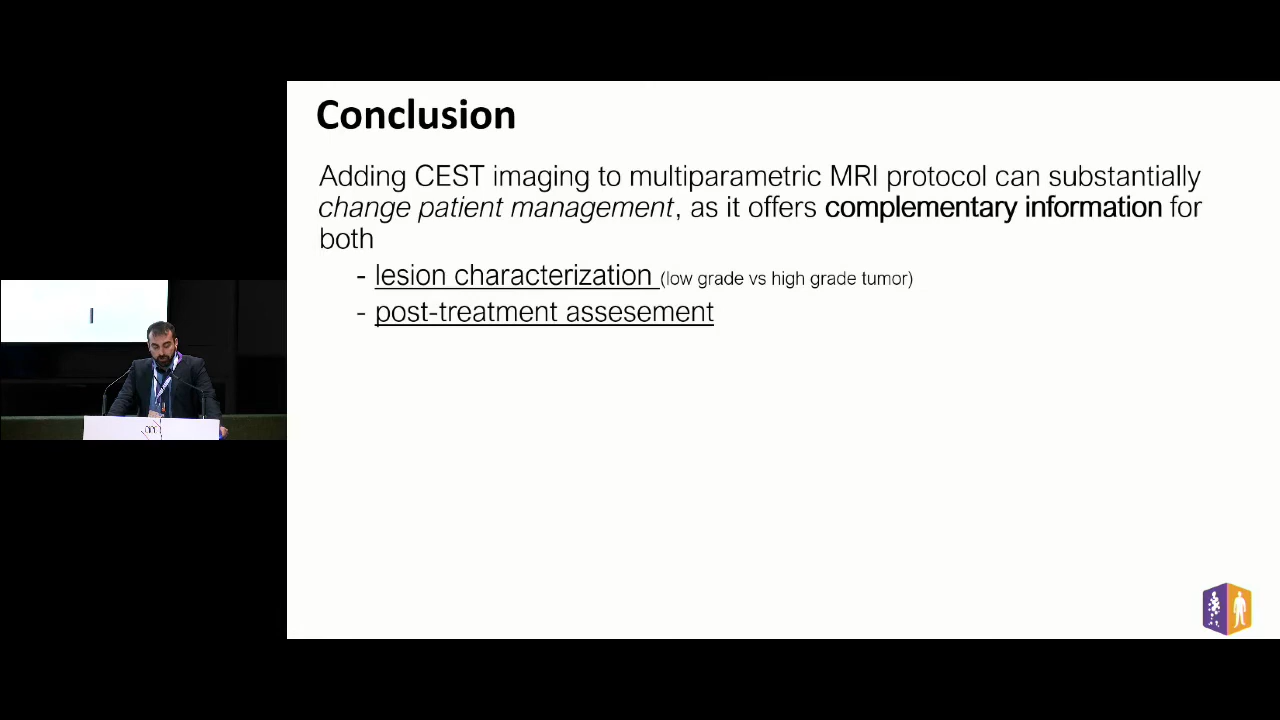 Conclusion
Adding CEST imaging to multiparametric MRI protocol can substantially
change patient management, as it offers complementary information for
both
- lesion characterization (low grade vs high grade tumor)
- post-treatment assesement